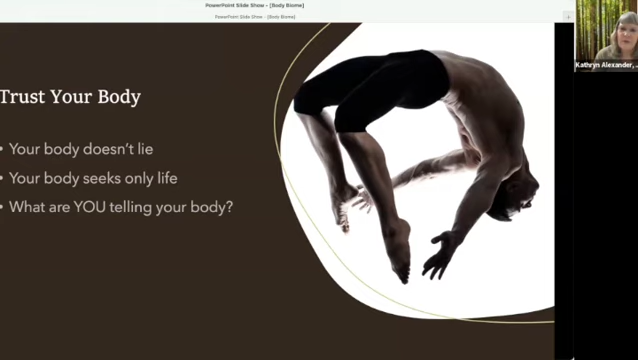 PowerPoint Slide Show - [Body Biome]
PowerPoint Slide Show - [Body Biome]
Kathryn Alexander, ...
Trust Your Body
• Your body doesn't lie
• Your body seeks only life
• What are YOU telling your body?